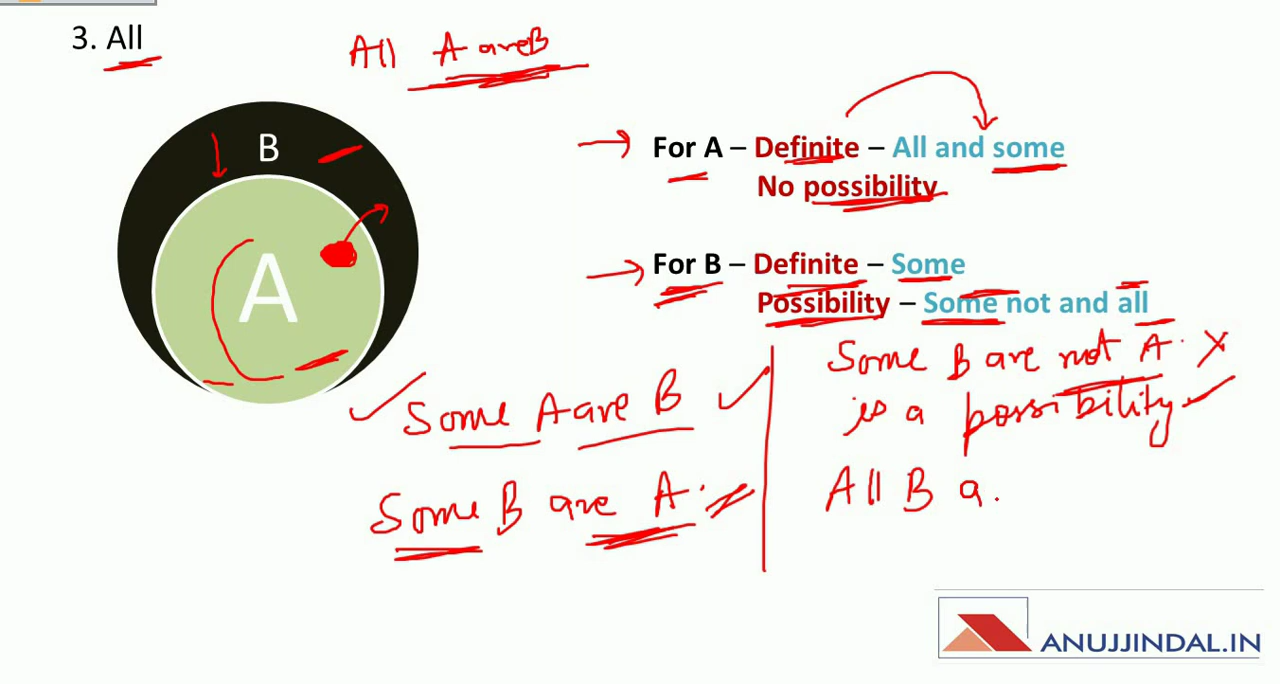 3. All
All A are B
B
A
For A – Definite – All and some
No possibility
For B – Definite – Some
Possibility – Some not and all
Some A are B
Some B are A.
Some B are not A.
is a possibility
All B a.
ANUJJINDAL.IN